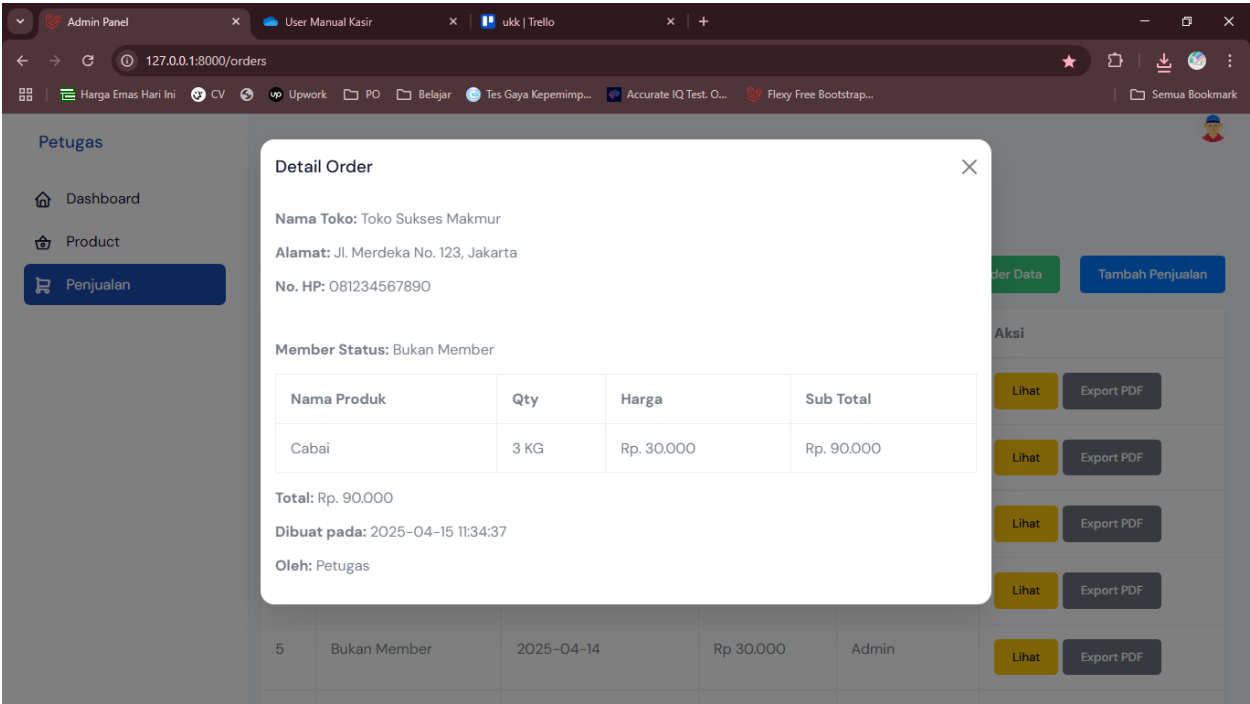 Admin Panel
User Manual Kasir
ukk | Trello
127.0.0.1:8000/orders
Harga Emas Hari Ini
CV
up Upwork
PO
Belajar
Tes Gaya Kepemimp...
Accurate IQ Test. O...
Flexy Free Bootstrap...
Semua Bookmark
Petugas
Dashboard
Product
Penjualan
Detail Order
Nama Toko: Toko Sukses Makmur
Alamat: Jl. Merdeka No. 123, Jakarta
No. HP: 081234567890
Member Status: Bukan Member
Nama Produk Qty Harga Sub Total
Cabai 3 KG Rp. 30.000 Rp. 90.000
Total: Rp. 90.000
Dibuat pada: 2025-04-15 11:34:37
Oleh: Petugas
Data Tambah Penjualan
Aksi
Lihat Export PDF
Lihat Export PDF
Lihat Export PDF
Lihat Export PDF
5 Bukan Member 2025-04-14 Rp 30.000 Admin Lihat Export PDF